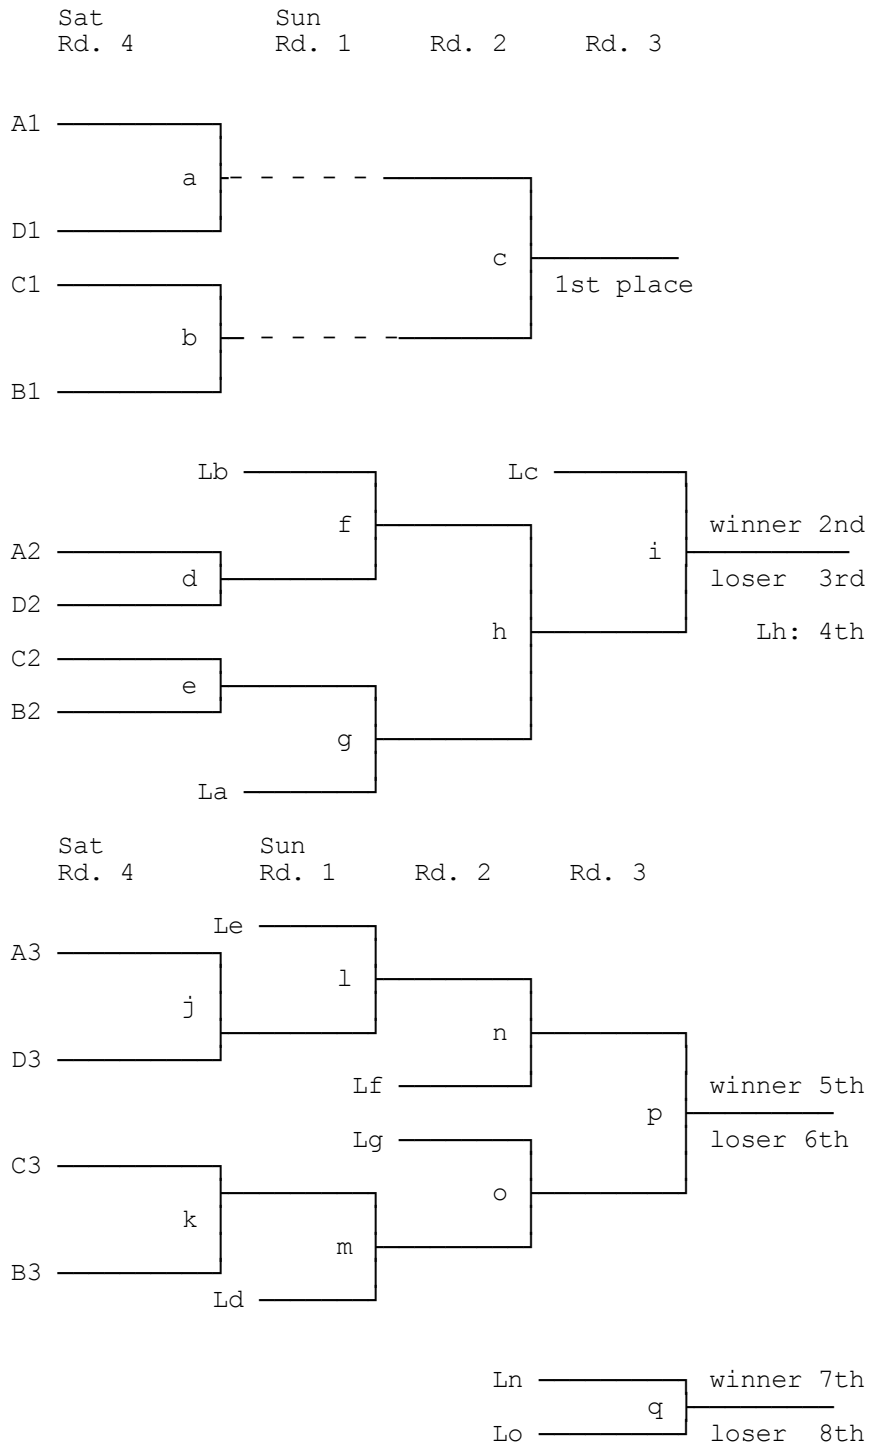 Sat Sun
Rd. 4 Rd. 1 Rd. 2 Rd. 3
A1
a
D1
c
C1 1st place
b
B1
Lb Lc
f winner 2nd
A2 i
d loser 3rd
D2
h Lh: 4th
C2
e
B2
g
La
Sat Sun
Rd. 4 Rd. 1 Rd. 2 Rd. 3
Le
A3
l
j
n
D3
Lf winner 5th
p
Lg loser 6th
C3
o
k
m
B3
Ld
Ln winner 7th
q
Lo loser 8th